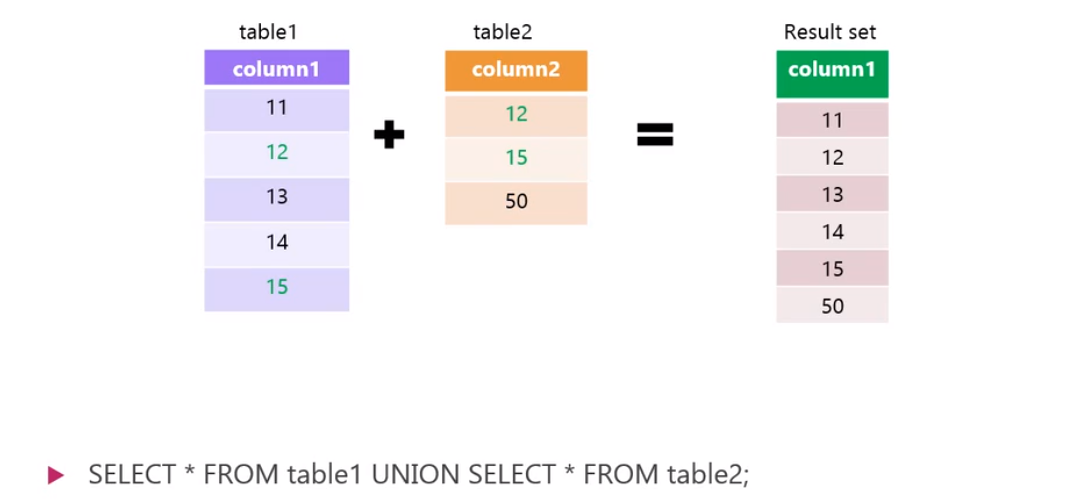 table1
column1
11
12
13
14
15
+
table2
column2
12
15
50
=
Result set
column1
11
12
13
14
15
50
SELECT * FROM table1 UNION SELECT * FROM table2;